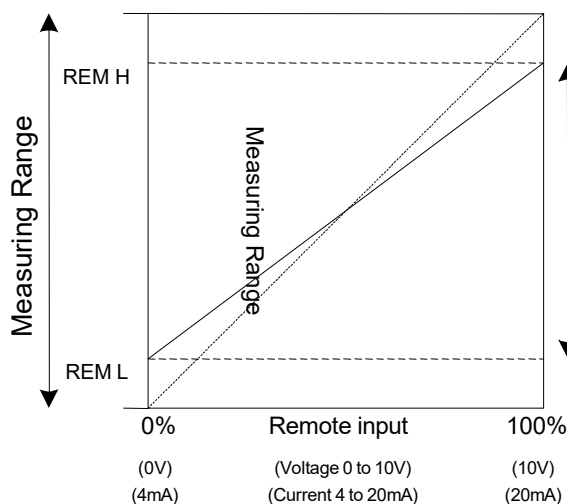 REM H
Measuring Range
Measuring Range
REM L
0% Remote input 100%
(0V) (Voltage 0 to 10V) (10V)
(4mA) (Current 4 to 20mA) (20mA)